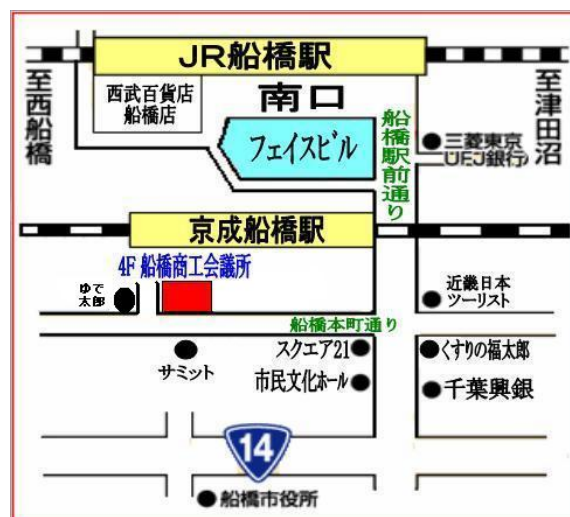 JR船橋駅
西武百貨店
船橋店
南口
至西船橋
至津田沼
船橋駅前通り
フェイスビル
三菱東京
UFJ銀行
京成船橋駅
4F 船橋商工会議所
ゆで
太郎
近畿日本
ツーリスト
船橋本町通り
サミット
スクエア21
くすりの福太郎
市民文化ホール
千葉興銀
14
船橋市役所